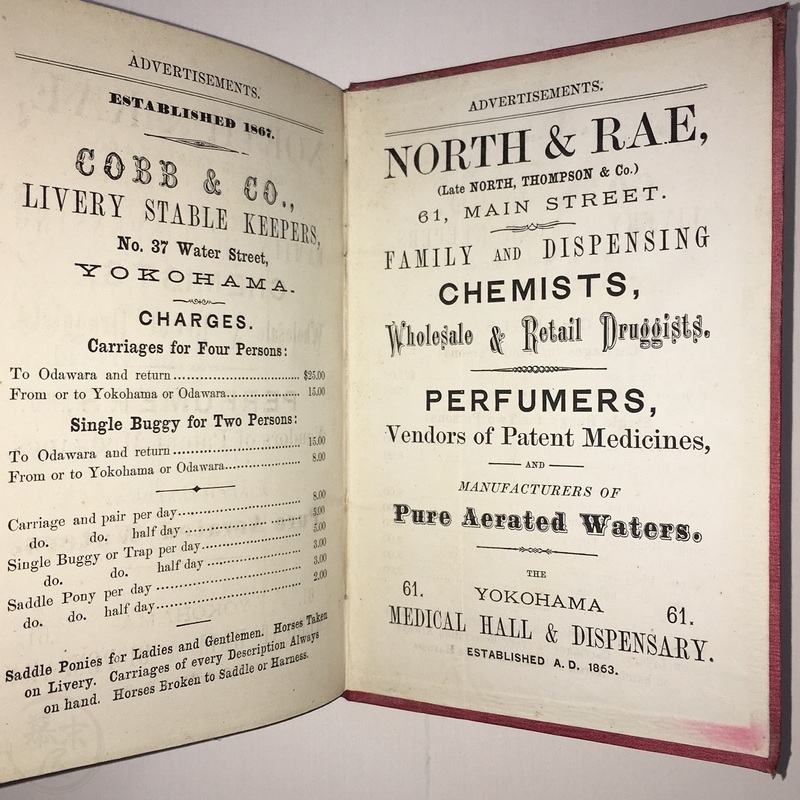 ADVERTISEMENTS.
ESTABLISHED 1867.
COBB & CO.,
LIVERY STABLE KEEPERS,
No. 37 Water Street,
YOKOHAMA.
CHARGES.
Carriages for Four Persons:
To Odawara and return........................ $25.00
From or to Yokohama or Odawara............ 15.00
Single Buggy for Two Persons:
To Odawara and return........................ 15.00
From or to Yokohama or Odawara............ 8.00
Carriage and pair per day........................ 8.00
do. do. half day........................ 5.00
Single Buggy or Trap per day.................. 5.00
do. do. half day.................. 3.00
Saddle Pony per day........................ 3.00
do. do. half day........................ 2.00
Saddle Ponies for Ladies and Gentlemen. Horses Taken
on Livery. Carriages of every Description Always
on hand. Horses Broken to Saddle or Harness.
ADVERTISEMENTS.
NORTH & RAE,
(Late NORTH, THOMPSON & Co.)
61, MAIN STREET.
FAMILY AND DISPENSING
CHEMISTS,
Wholesale & Retail Druggists.
PERFUMERS,
Vendors of Patent Medicines,
AND
MANUFACTURERS OF
Pure Aerated Waters.
THE
61. YOKOHAMA 61.
MEDICAL HALL & DISPENSARY.
ESTABLISHED A. D. 1863.